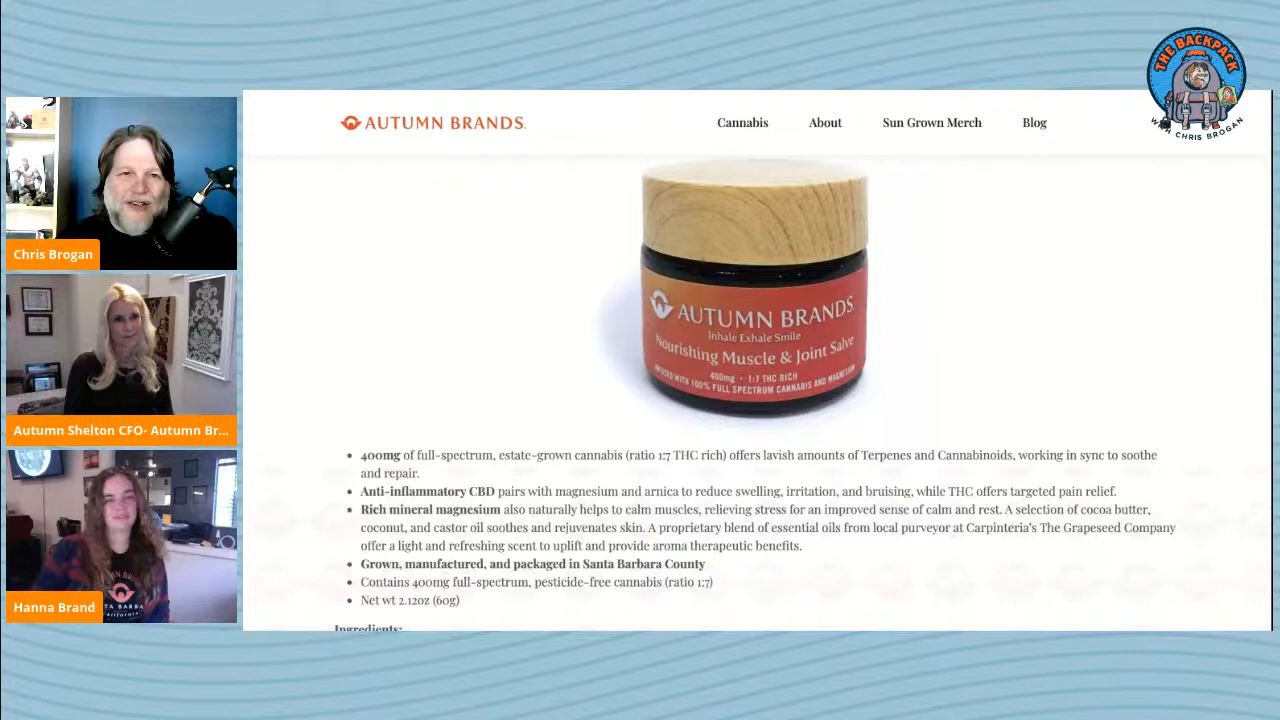 THE BACKPACK
WITH CHRIS BROGAN
AUTUMN BRANDS.
Cannabis
About
Sun Grown Merch
Blog
AUTUMN BRANDS.
Inhale Exhale Smile
Nourishing Muscle & Joint Salve
400mg • 1:7 THC RICH
INFUSED WITH 100% FULL SPECTRUM CANNABIS AND MAGNESIUM
Chris Brogan
Autumn Shelton CFO- Autumn Br...
Hanna Brand
• 400mg of full-spectrum, estate-grown cannabis (ratio 1:7 THC rich) offers lavish amounts of Terpenes and Cannabinoids, working in sync to soothe
and repair.
• Anti-inflammatory CBD pairs with magnesium and arnica to reduce swelling, irritation, and bruising, while THC offers targeted pain relief.
• Rich mineral magnesium also naturally helps to calm muscles, relieving stress for an improved sense of calm and rest. A selection of cocoa butter,
coconut, and castor oil soothes and rejuvenates skin. A proprietary blend of essential oils from local purveyor at Carpinteria's The Grapeseed Company
offer a light and refreshing scent to uplift and provide aroma therapeutic benefits.
• Grown, manufactured, and packaged in Santa Barbara County
• Contains 400mg full-spectrum, pesticide-free cannabis (ratio 1:7)
• Net wt 2.12oz (60g)
Ingredients: